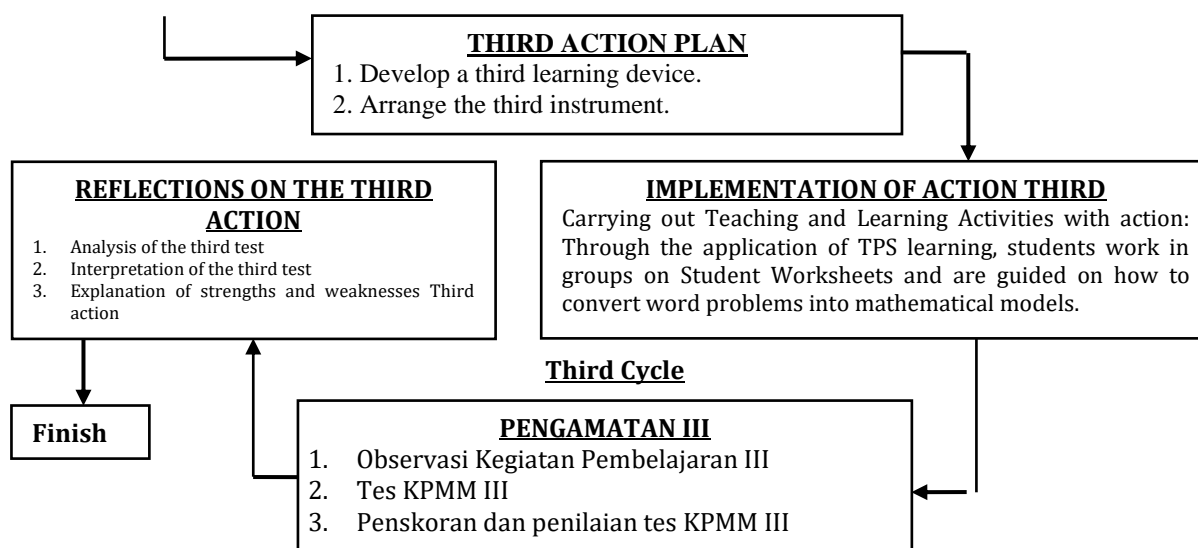 THIRD ACTION PLAN
1. Develop a third learning device.
2. Arrange the third instrument.
REFLECTIONS ON THE THIRD
ACTION
1. Analysis of the third test
2. Interpretation of the third test
3. Explanation of strengths and weaknesses Third
action
IMPLEMENTATION OF ACTION THIRD
Carrying out Teaching and Learning Activities with action:
Through the application of TPS learning, students work in
groups on Student Worksheets and are guided on how to
convert word problems into mathematical models.
Third Cycle
Finish
PENGAMATAN III
1. Observasi Kegiatan Pembelajaran III
2. Tes KPMM III
3. Penskoran dan penilaian tes KPMM III